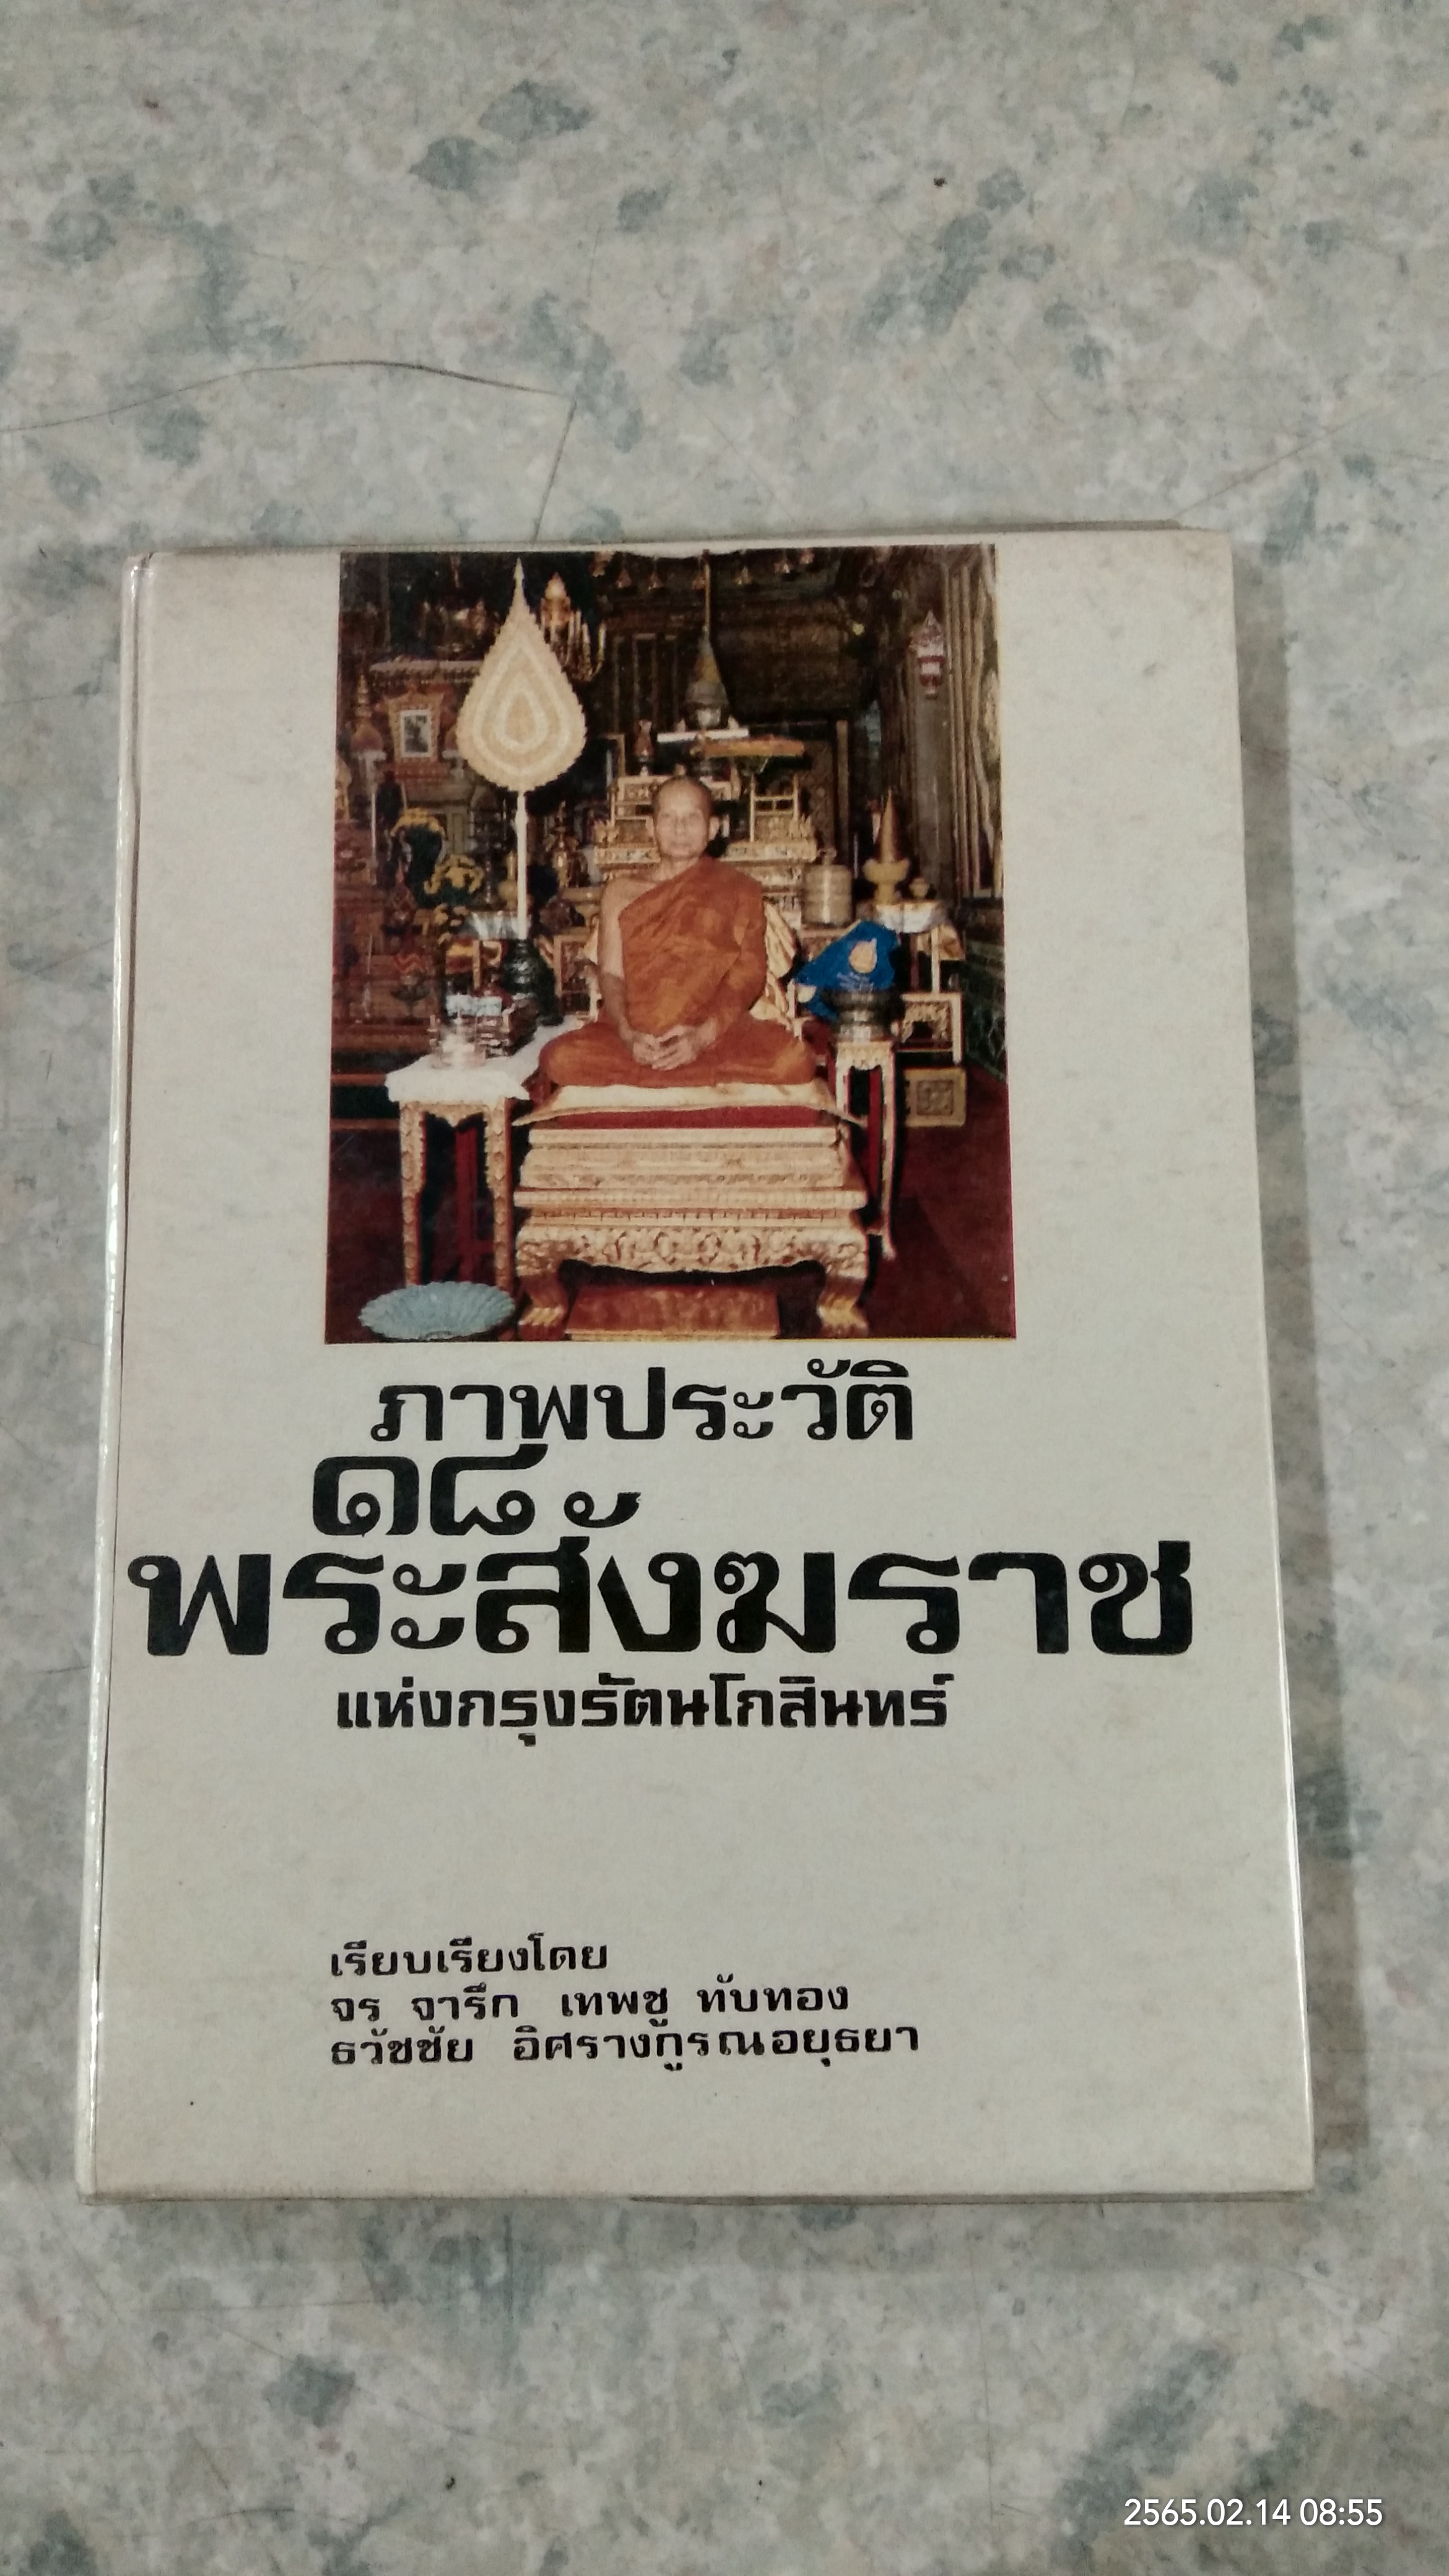 ภาพประวัติ
๑๘
พระสังฆราช
แห่งกรุงรัตนโกสินทร์
เรียบเรียงโดย
จร จารึก เทพชู ทับทอง
ธวัชชัย อิศรางกูรณอยุธยา
2565.02.14 08:55